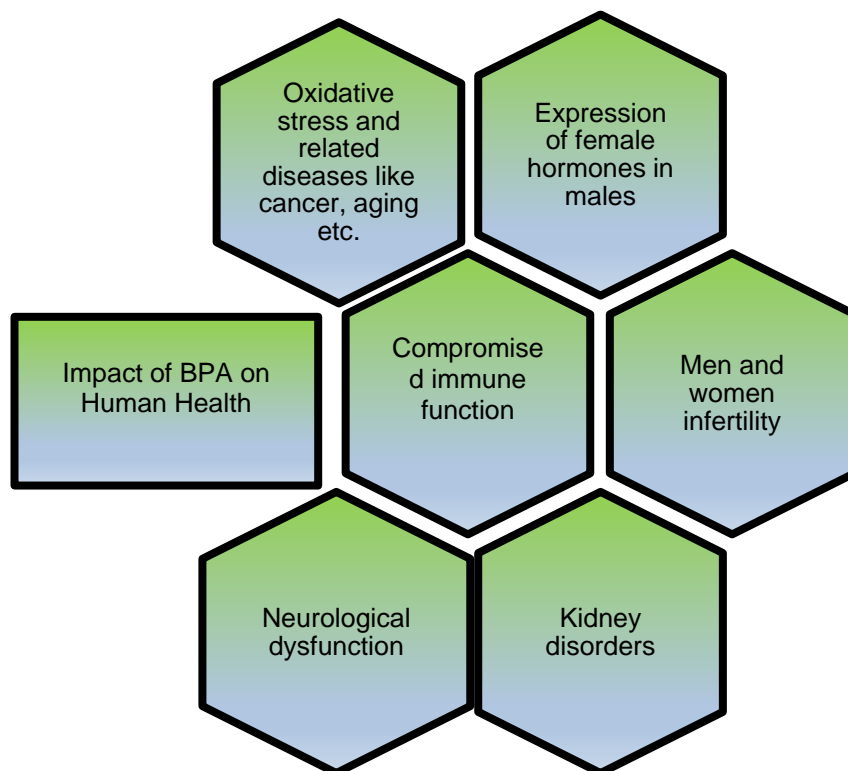 Oxidative
stress and
related
diseases like
cancer, aging
etc.
Expression
of female
hormones in
males
Impact of BPA on
Human Health
Compromise
d immune
function
Men and
women
infertility
Neurological
dysfunction
Kidney
disorders